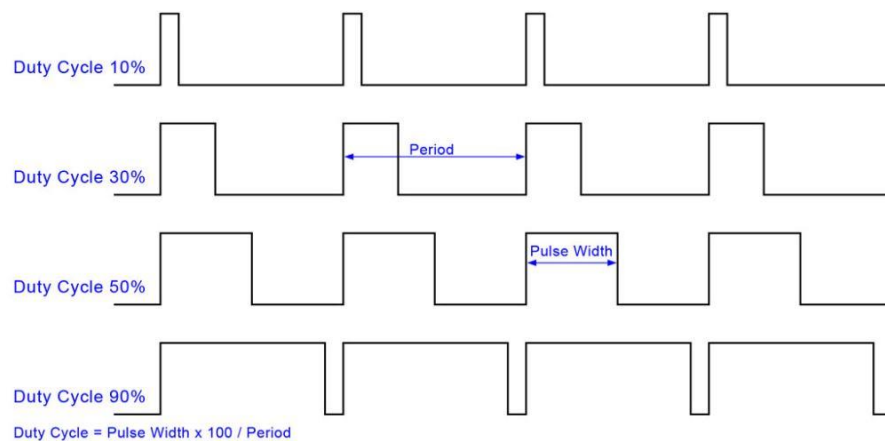 Duty Cycle 10%
Period
Duty Cycle 30%
Pulse Width
Duty Cycle 50%
Duty Cycle 90%
Duty Cycle = Pulse Width x 100 / Period